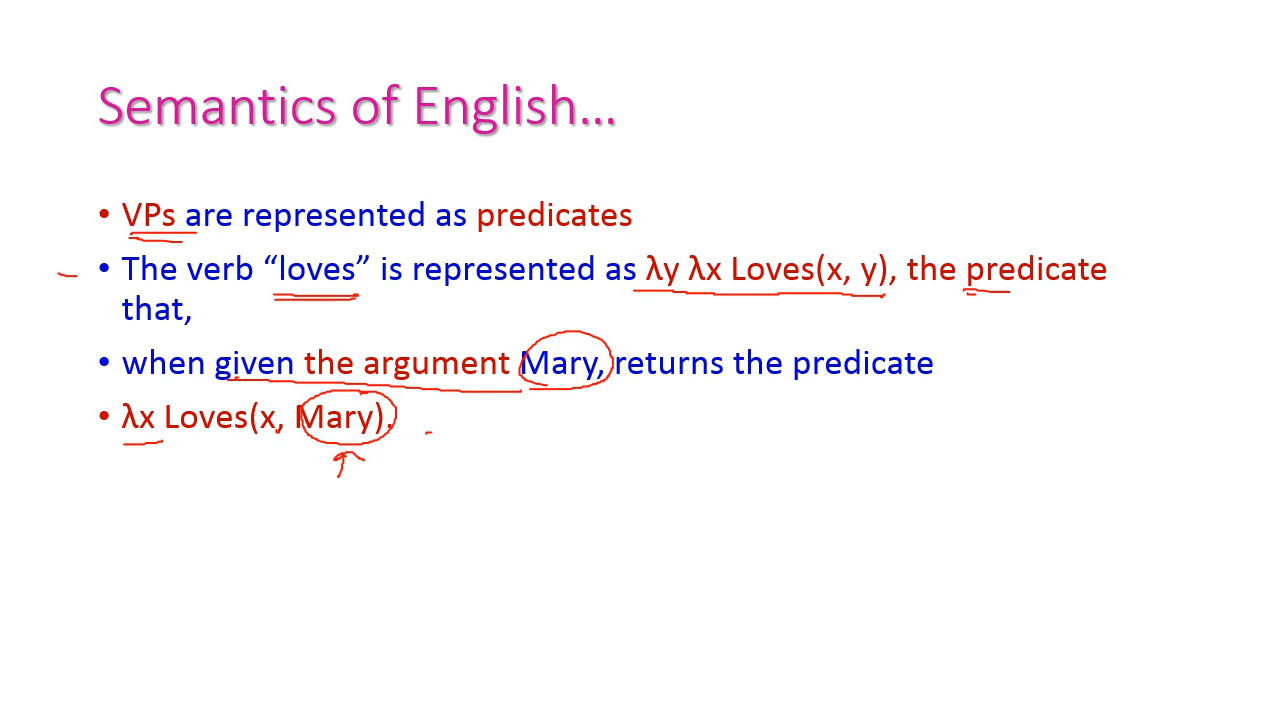 Semantics of English...
• VPs are represented as predicates
• The verb “loves” is represented as λy λx Loves(x, y), the predicate
that,
• when given the argument Mary, returns the predicate
• λx Loves(x, Mary).